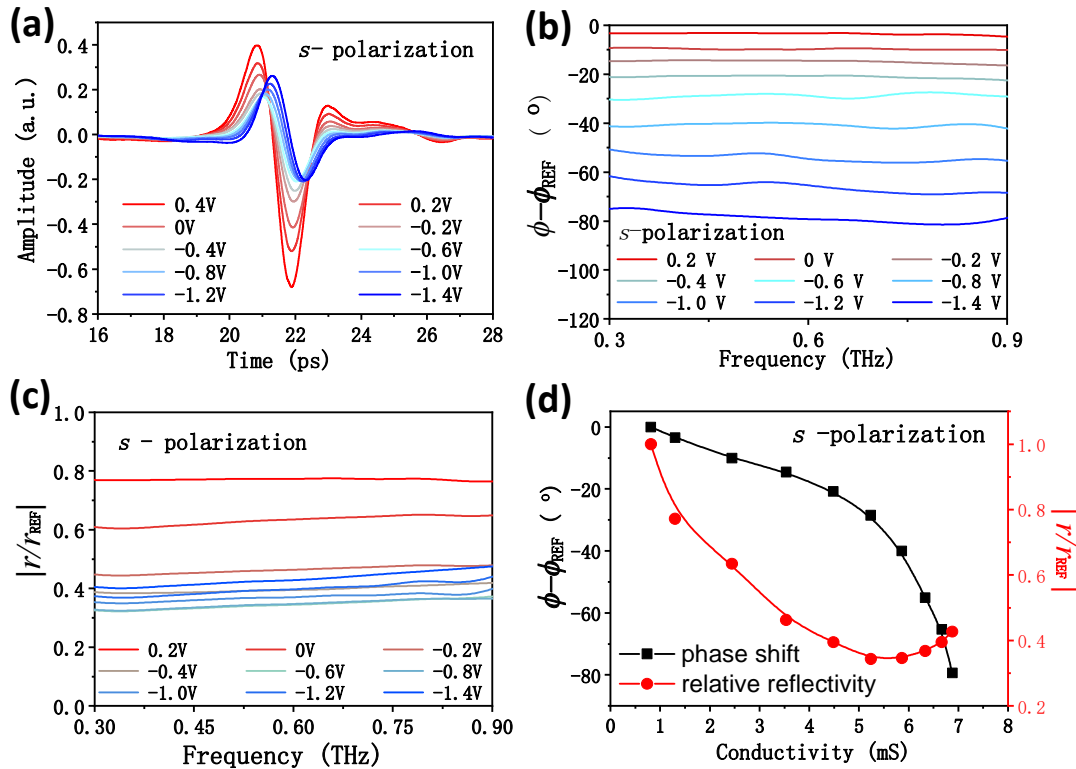 (a)
s- polarization
Amplitude (a.u.)
0.4
0.2
0.0
-0.2
-0.4
-0.6
-0.8
0.4V 0.2V
0V -0.2V
-0.4V -0.6V
-0.8V -1.0V
-1.2V -1.4V
16 18 20 22 24 26 28
Time (ps)
(b)
ϕ-ϕREF ( º)
0
-20
-40
-60
-80
-100
-120
s-polarization
0.2 V 0 V -0.2 V
-0.4 V -0.6 V -0.8 V
-1.0 V -1.2 V -1.4 V
0.3 0.6 0.9
Frequency (THz)
(c)
s - polarization
|r/rREF|
1.0
0.8
0.6
0.4
0.2
0.0
0.2V 0V -0.2V
-0.4V -0.6V -0.8V
-1.0V -1.2V -1.4V
0.30 0.45 0.60 0.75 0.90
Frequency (THz)
(d)
s -polarization
ϕ-ϕREF ( º)
0
-20
-40
-60
-80
phase shift
relative reflectivity
0 1 2 3 4 5 6 7 8
Conductivity (mS)
1.0
0.8
0.6
0.4
0.2
|r/rREF|